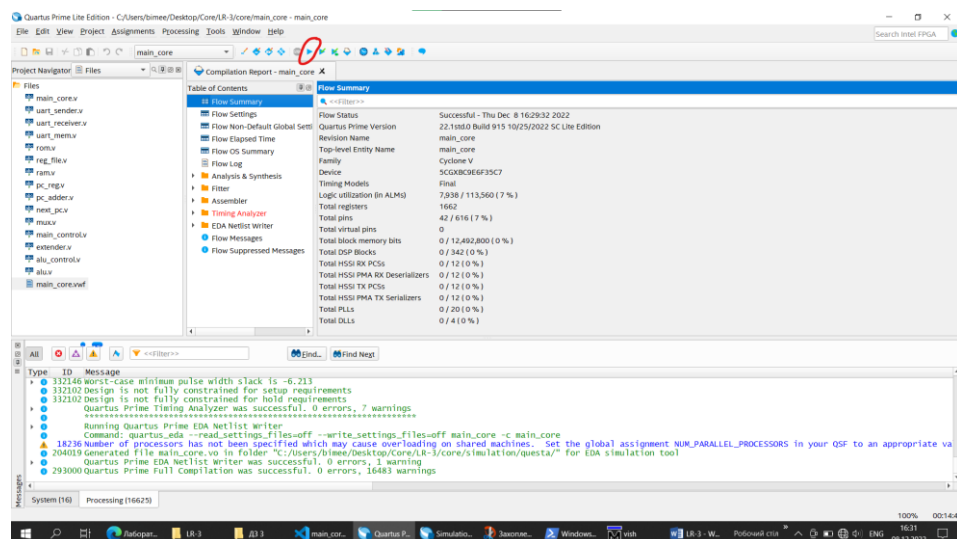 Quartus Prime Lite Edition - C:/Users/bimee/Desktop/Core/LR-3/core/main_core - main_core
File Edit View Project Assignments Processing Tools Window Help
Search Intel FPGA
main_core
Project Navigator Files
Files
main_core.v
uart_sender.v
uart_receiver.v
uart_mem.v
rom.v
reg_file.v
ram.v
pc_reg.v
pc_adder.v
next_pc.v
mux.v
main_control.v
extender.v
alu_control.v
alu.v
main_core.vwf
Compilation Report - main_core
Table of Contents
Flow Summary
Flow Settings
Flow Non-Default Global Setti
Flow Elapsed Time
Flow OS Summary
Flow Log
Analysis & Synthesis
Fitter
Assembler
Timing Analyzer
EDA Netlist Writer
Flow Messages
Flow Suppressed Messages
Flow Summary
<<Filter>>
Flow Status Successful - Thu Dec 8 16:29:32 2022
Quartus Prime Version 22.1std.0 Build 915 10/25/2022 SC Lite Edition
Revision Name main_core
Top-level Entity Name main_core
Family Cyclone V
Device 5CGXBC9E6F35C7
Timing Models Final
Logic utilization (in ALMs) 7,938 / 113,560 ( 7 % )
Total registers 1662
Total pins 42 / 616 ( 7 % )
Total virtual pins 0
Total block memory bits 0 / 12,492,800 ( 0 % )
Total DSP Blocks 0 / 342 ( 0 % )
Total HSSI RX PCSs 0 / 12 ( 0 % )
Total HSSI PMA RX Deserializers 0 / 12 ( 0 % )
Total HSSI TX PCSs 0 / 12 ( 0 % )
Total HSSI PMA TX Serializers 0 / 12 ( 0 % )
Total PLLs 0 / 20 ( 0 % )
Total DLLs 0 / 4 ( 0 % )
All <<Filter>> Find... Find Next
Type ID Message
332146 Worst-case minimum pulse width slack is -6.213
332102 Design is not fully constrained for setup requirements
332102 Design is not fully constrained for hold requirements
Quartus Prime Timing Analyzer was successful. 0 errors, 7 warnings
*******************************************************************
Running Quartus Prime EDA Netlist Writer
Command: quartus_eda --read_settings_files=off --write_settings_files=off main_core -c main_core
18236 Number of processors has not been specified which may cause overloading on shared machines. Set the global assignment NUM_PARALLEL_PROCESSORS in your QSF to an appropriate va
204019 Generated file main_core.vo in folder "C:/Users/bimee/Desktop/Core/LR-3/core/simulation/questa/" for EDA simulation tool
Quartus Prime EDA Netlist Writer was successful. 0 errors, 1 warning
293000 Quartus Prime Full Compilation was successful. 0 errors, 16483 warnings
Messages
System (16) Processing (16625)
100% 00:14:4
Лаборат... LR-3 ДЗ 3 main_cor... Quartus P... Simulatio... Захопле... Windows... vish LR-3 - W... Робочий стіл ENG 16:31